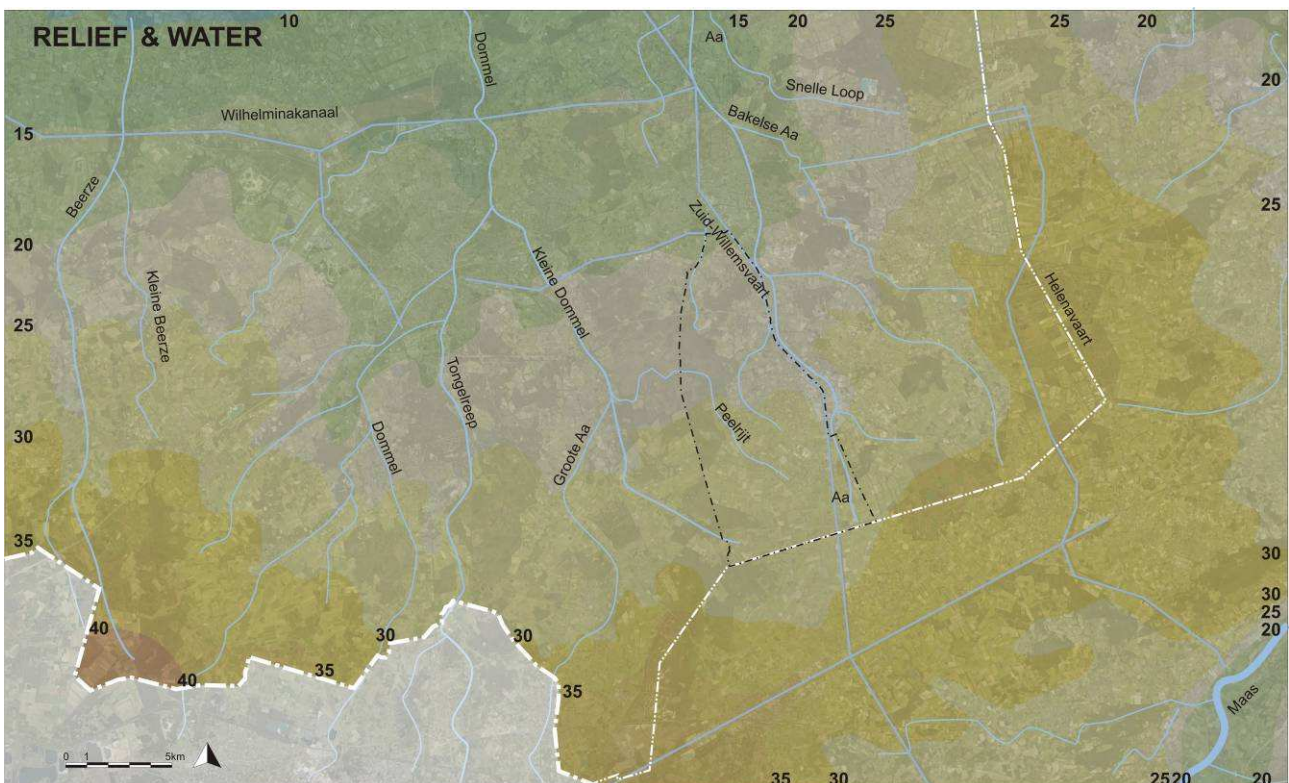 RELIEF & WATER
10
15
20
25
25
20
Dommel
Aa
Snelle Loop
20
Wilhelminakanaal
Bakelse Aa
15
Beerze
25
20
Zuid-Willemsvaart
Kleine Dommel
Kleine Beerze
Helenavaart
25
Tongelreep
30
Peelrijt
Dommel
Groote Aa
Aa
35
30
30
25
20
40
30
30
35
40
35
Maas
0 1 5km
35
30
2520
20